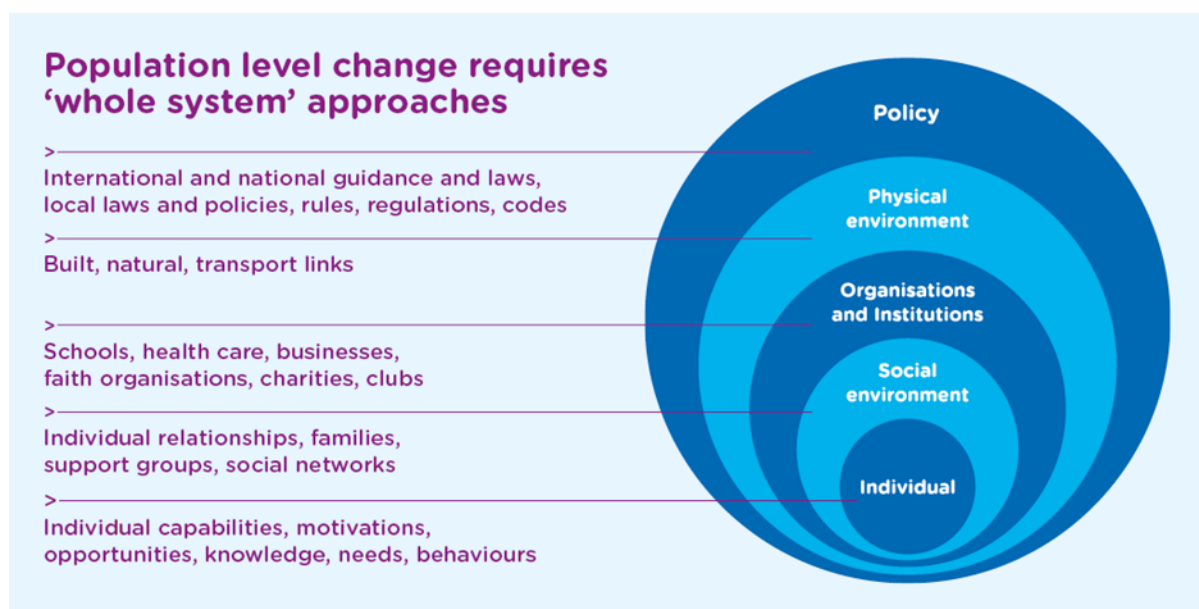 Population level change requires
‘whole system’ approaches
>
International and national guidance and laws,
local laws and policies, rules, regulations, codes
>
Built, natural, transport links
>
Schools, health care, businesses,
faith organisations, charities, clubs
>
Individual relationships, families,
support groups, social networks
>
Individual capabilities, motivations,
opportunities, knowledge, needs, behaviours
Policy
Physical
environment
Organisations
and Institutions
Social
environment
Individual